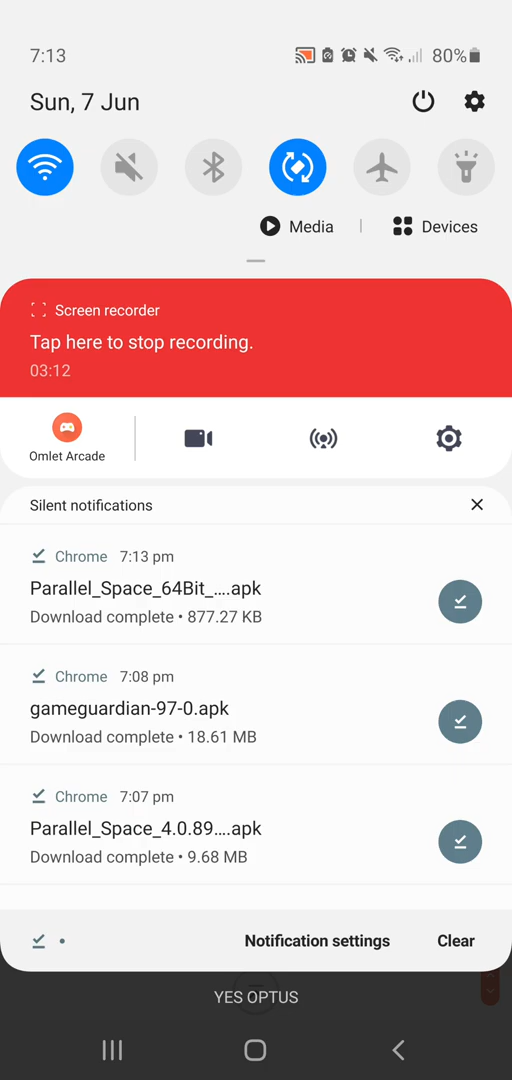 7:13
80%
Sun, 7 Jun
Media
Devices
Screen recorder
Tap here to stop recording.
03:12
Omlet Arcade
Silent notifications
Chrome 7:13 pm
Parallel_Space_64Bit_....apk
Download complete • 877.27 KB
Chrome 7:08 pm
gameguardian-97-0.apk
Download complete • 18.61 MB
Chrome 7:07 pm
Parallel_Space_4.0.89....apk
Download complete • 9.68 MB
Notification settings
Clear
YES OPTUS